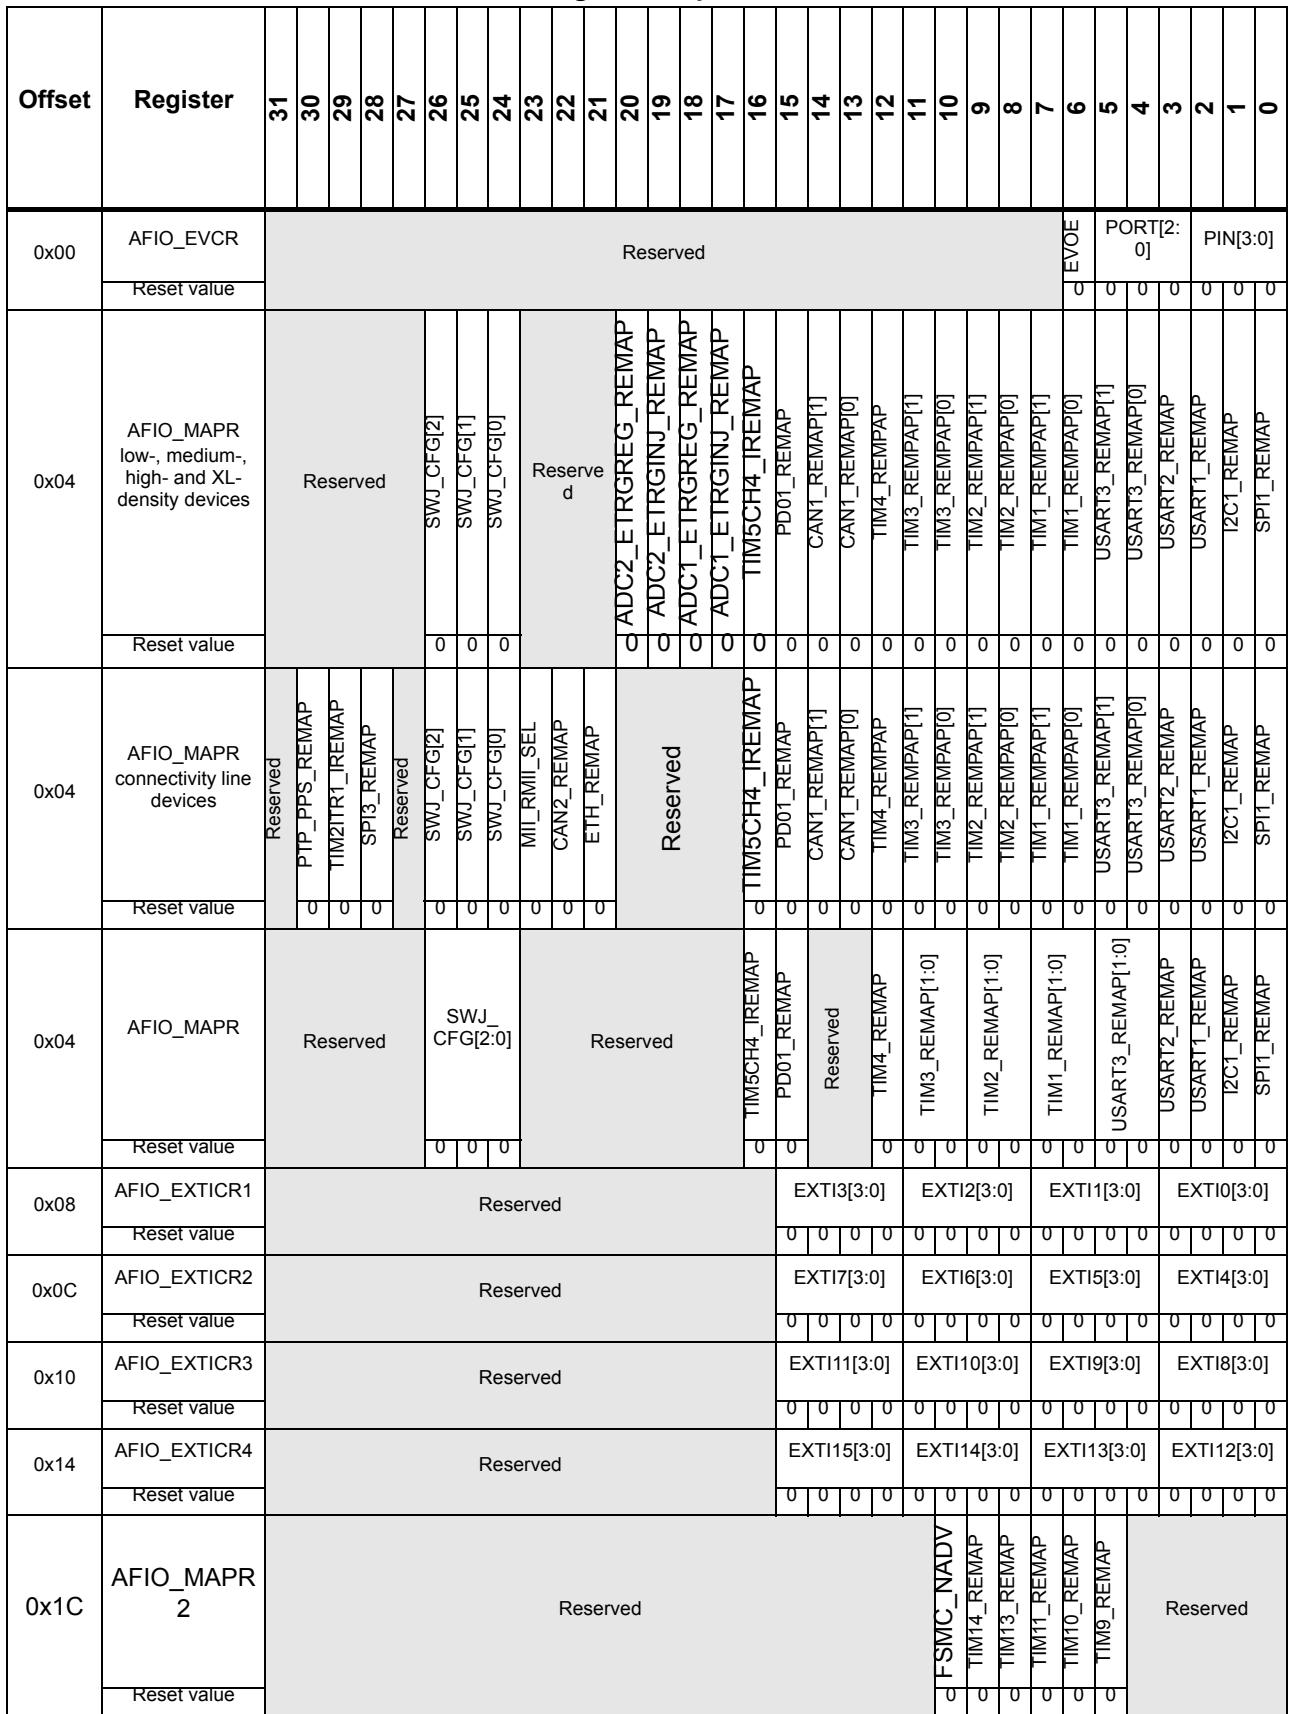 Offset Register 31 30 29 28 27 26 25 24 23 22 21 20 19 18 17 16 15 14 13 12 11 10 9 8 7 6 5 4 3 2 1 0
0x00
AFIO_EVCR
Reserved
EVOE
PORT[2:
0]
PIN[3:0]
Reset value
0 0 0 0 0 0 0
0x04
AFIO_MAPR
low-, medium-,
high- and XL-
density devices
Reserved
SWJ_CFG[2]
SWJ_CFG[1]
SWJ_CFG[0]
Reserve
d
ADC2_ETRGREG_REMAP
ADC2_ETRGINJ_REMAP
ADC1_ETRGREG_REMAP
ADC1_ETRGINJ_REMAP
TIM5CH4_IREMAP
PD01_REMAP
CAN1_REMAP[1]
CAN1_REMAP[0]
TIM4_REMPAP
TIM3_REMPAP[1]
TIM3_REMPAP[0]
TIM2_REMPAP[1]
TIM2_REMPAP[0]
TIM1_REMPAP[1]
TIM1_REMPAP[0]
USART3_REMAP[1]
USART3_REMAP[0]
USART2_REMAP
USART1_REMAP
I2C1_REMAP
SPI1_REMAP
Reset value
0 0 0 0 0 0 0 0 0 0 0 0 0 0 0 0 0 0 0 0 0 0 0 0
0x04
AFIO_MAPR
connectivity line
devices
Reserved
PTP_PPS_REMAP
TIM2ITR1_IREMAP
SPI3_REMAP
Reserved
SWJ_CFG[2]
SWJ_CFG[1]
SWJ_CFG[0]
MII_RMII_SEL
CAN2_REMAP
ETH_REMAP
Reserved
TIM5CH4_IREMAP
PD01_REMAP
CAN1_REMAP[1]
CAN1_REMAP[0]
TIM4_REMPAP
TIM3_REMPAP[1]
TIM3_REMPAP[0]
TIM2_REMPAP[1]
TIM2_REMPAP[0]
TIM1_REMPAP[1]
TIM1_REMPAP[0]
USART3_REMAP[1]
USART3_REMAP[0]
USART2_REMAP
USART1_REMAP
I2C1_REMAP
SPI1_REMAP
Reset value
0 0 0 0 0 0 0 0 0 0 0 0 0 0 0 0 0 0 0 0 0 0 0 0 0 0
0x04
AFIO_MAPR
Reserved
SWJ_
CFG[2:0]
Reserved
TIM5CH4_IREMAP
PD01_REMAP
Reserved
TIM4_REMAP
TIM3_REMAP[1:0]
TIM2_REMAP[1:0]
TIM1_REMAP[1:0]
USART3_REMAP[1:0]
USART2_REMAP
USART1_REMAP
I2C1_REMAP
SPI1_REMAP
Reset value
0 0 0 0 0 0 0 0 0 0 0 0 0 0 0 0 0 0
0x08
AFIO_EXTICR1
Reserved
EXTI3[3:0] EXTI2[3:0] EXTI1[3:0] EXTI0[3:0]
Reset value
0 0 0 0 0 0 0 0 0 0 0 0 0 0 0 0
0x0C
AFIO_EXTICR2
Reserved
EXTI7[3:0] EXTI6[3:0] EXTI5[3:0] EXTI4[3:0]
Reset value
0 0 0 0 0 0 0 0 0 0 0 0 0 0 0 0
0x10
AFIO_EXTICR3
Reserved
EXTI11[3:0] EXTI10[3:0] EXTI9[3:0] EXTI8[3:0]
Reset value
0 0 0 0 0 0 0 0 0 0 0 0 0 0 0 0
0x14
AFIO_EXTICR4
Reserved
EXTI15[3:0] EXTI14[3:0] EXTI13[3:0] EXTI12[3:0]
Reset value
0 0 0 0 0 0 0 0 0 0 0 0 0 0 0 0
0x1C
AFIO_MAPR
2
Reserved
FSMC_NADV
TIM14_REMAP
TIM13_REMAP
TIM11_REMAP
TIM10_REMAP
TIM9_REMAP
Reserved
Reset value
0 0 0 0 0 0